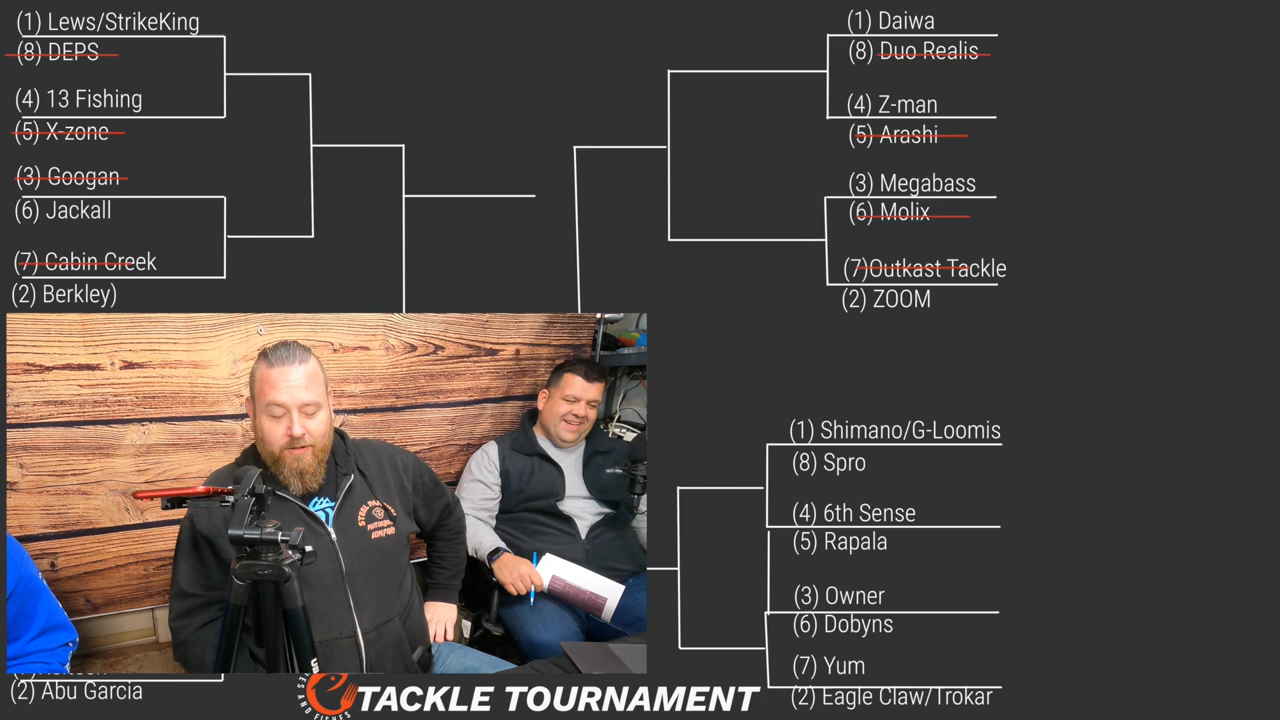 (1) Lews/StrikeKing
(8) DEPS
(4) 13 Fishing
(5) X-zone
(3) Googan
(6) Jackall
(7) Cabin Creek
(2) Berkley)
(1) Daiwa
(8) Duo Realis
(4) Z-man
(5) Arashi
(3) Megabass
(6) Molix
(7)Outkast Tackle
(2) ZOOM
(1) Shimano/G-Loomis
(8) Spro
(4) 6th Sense
(5) Rapala
(3) Owner
(6) Dobyns
(7) Yum
(2) Eagle Claw/Trokar
(2) Abu Garcia
COMPANY
AND FISHES
TACKLE TOURNAMENT